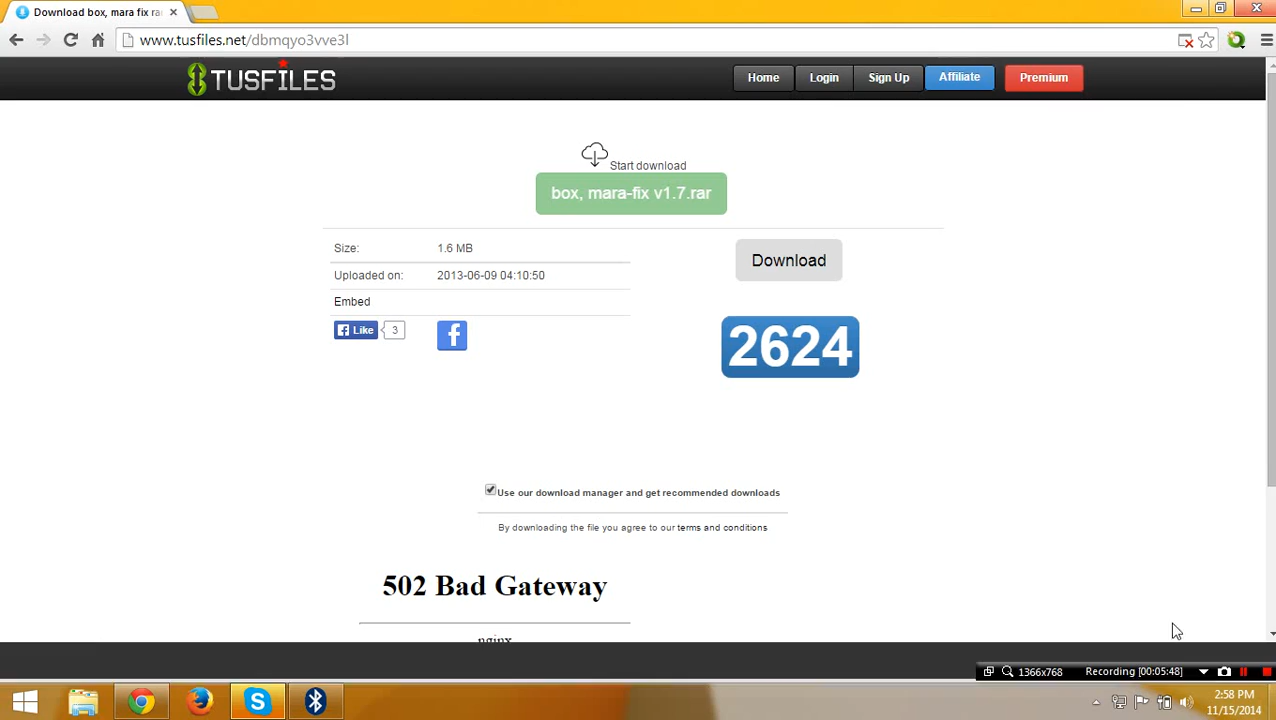 Download box, mara fix ra
www.tusfiles.net/dbmqyo3vve3l
TUSFILES
Home
Login
Sign Up
Affiliate
Premium
Start download
box, mara-fix v1.7.rar
Size: 1.6 MB
Uploaded on: 2013-06-09 04:10:50
Embed
Download
Like 3
2624
Use our download manager and get recommended downloads
By downloading the file you agree to our terms and conditions
502 Bad Gateway
nginx
1366x768
Recording [00:05:48]
2:58 PM
11/15/2014